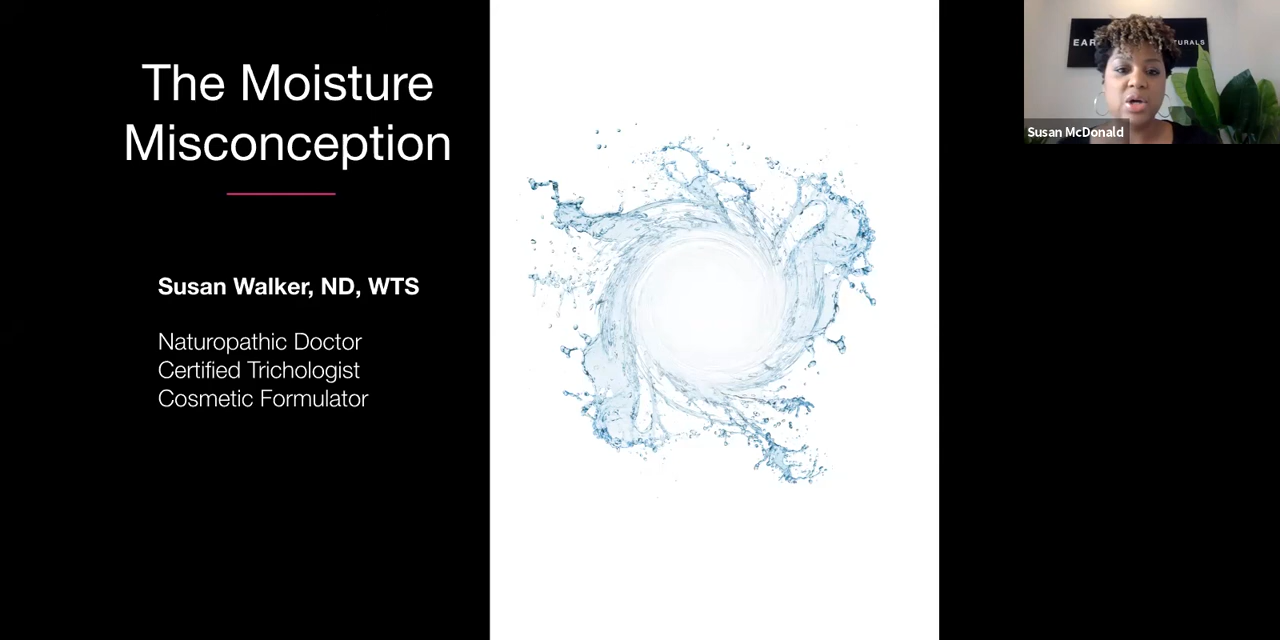 The Moisture
Misconception
Susan Walker, ND, WTS
Naturopathic Doctor
Certified Trichologist
Cosmetic Formulator
Susan McDonald